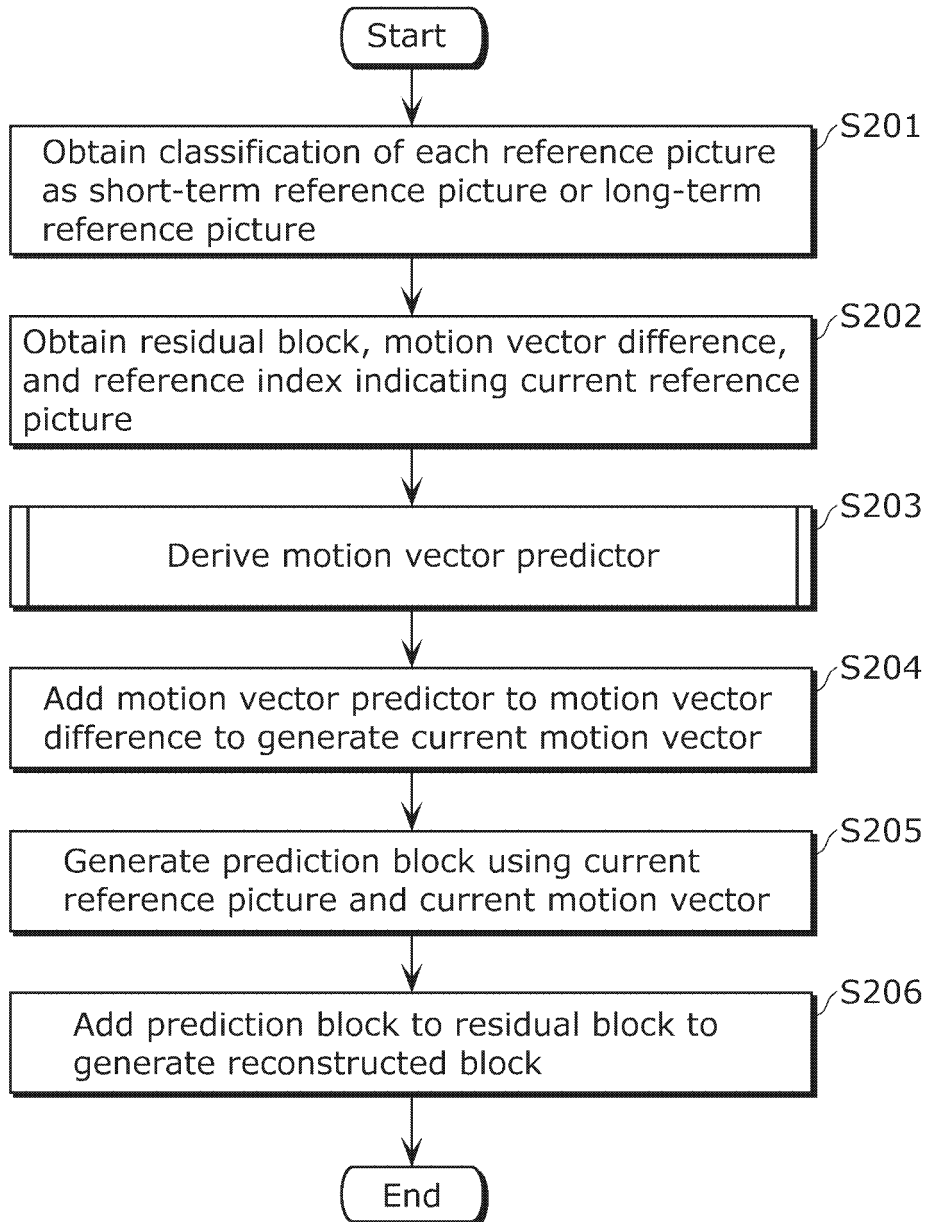 Start
S201
Obtain classification of each reference picture
as short-term reference picture or long-term
reference picture
S202
Obtain residual block, motion vector difference,
and reference index indicating current reference
picture
S203
Derive motion vector predictor
S204
Add motion vector predictor to motion vector
difference to generate current motion vector
S205
Generate prediction block using current
reference picture and current motion vector
S206
Add prediction block to residual block to
generate reconstructed block
End